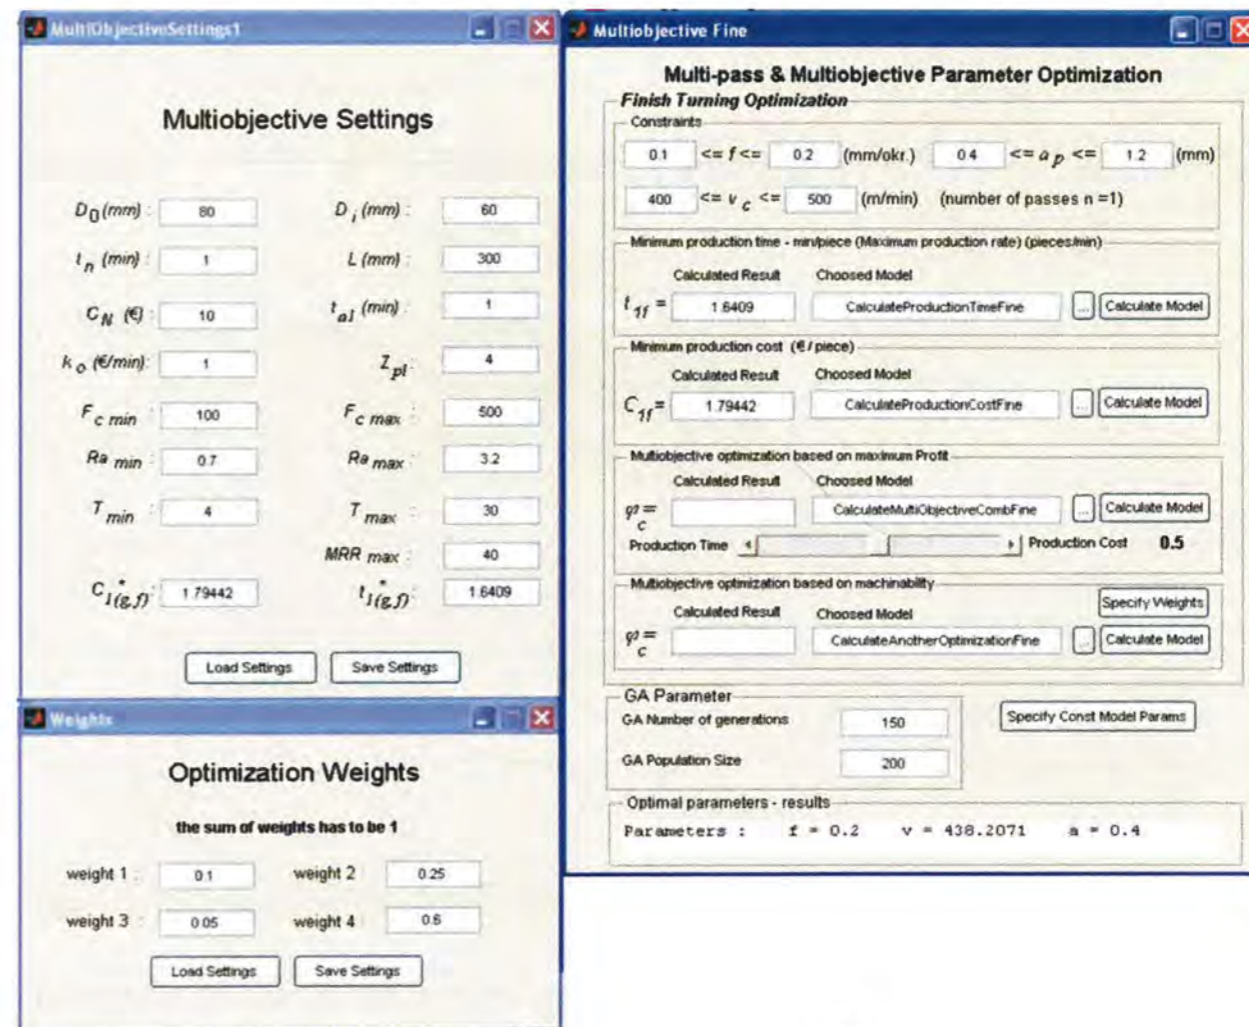 MultiObjectiveSettings1
Multiobjective Settings
D0(mm) : 80 Di(mm) : 60
tn (min) : 1 L (mm) : 300
CN (€) : 10 ta1 (min) : 1
ko (€/min): 1 Zpl : 4
Fc min : 100 Fc max : 500
Ra min : 0.7 Ra max : 3.2
Tmin : 4 Tmax : 30
MRR max : 40
C*1(g,f) : 1.79442 t*1(g,f) : 1.6409
Load Settings Save Settings
Weights
Optimization Weights
the sum of weights has to be 1
weight 1 : 0.1 weight 2 0.25
weight 3 : 0.05 weight 4 0.6
Load Settings Save Settings
Multiobjective Fine
Multi-pass & Multiobjective Parameter Optimization
Finish Turning Optimization
Constraints
0.1 <= f <= 0.2 (mm/okr.) 0.4 <= ap <= 1.2 (mm)
400 <= vc <= 500 (m/min) (number of passes n =1)
Minimum production time - min/piece (Maximum production rate) (pieces/min)
Calculated Result Choosed Model
t1f = 1.6409 CalculateProductionTimeFine ... Calculate Model
Minimum production cost (€ / piece)
Calculated Result Choosed Model
C1f = 1.79442 CalculateProductionCostFine ... Calculate Model
Multiobjective optimization based on maximum Profit
Calculated Result Choosed Model
φc = CalculateMultiObjectiveCombFine ... Calculate Model
Production Time Production Cost 0.5
Multiobjective optimization based on machinability
Specify Weights
Calculated Result Choosed Model
φc = CalculateAnotherOptimizationFine ... Calculate Model
GA Parameter
GA Number of generations 150
Specify Const Model Params
GA Population Size 200
Optimal parameters - results
Parameters : f = 0.2 v = 438.2071 a = 0.4